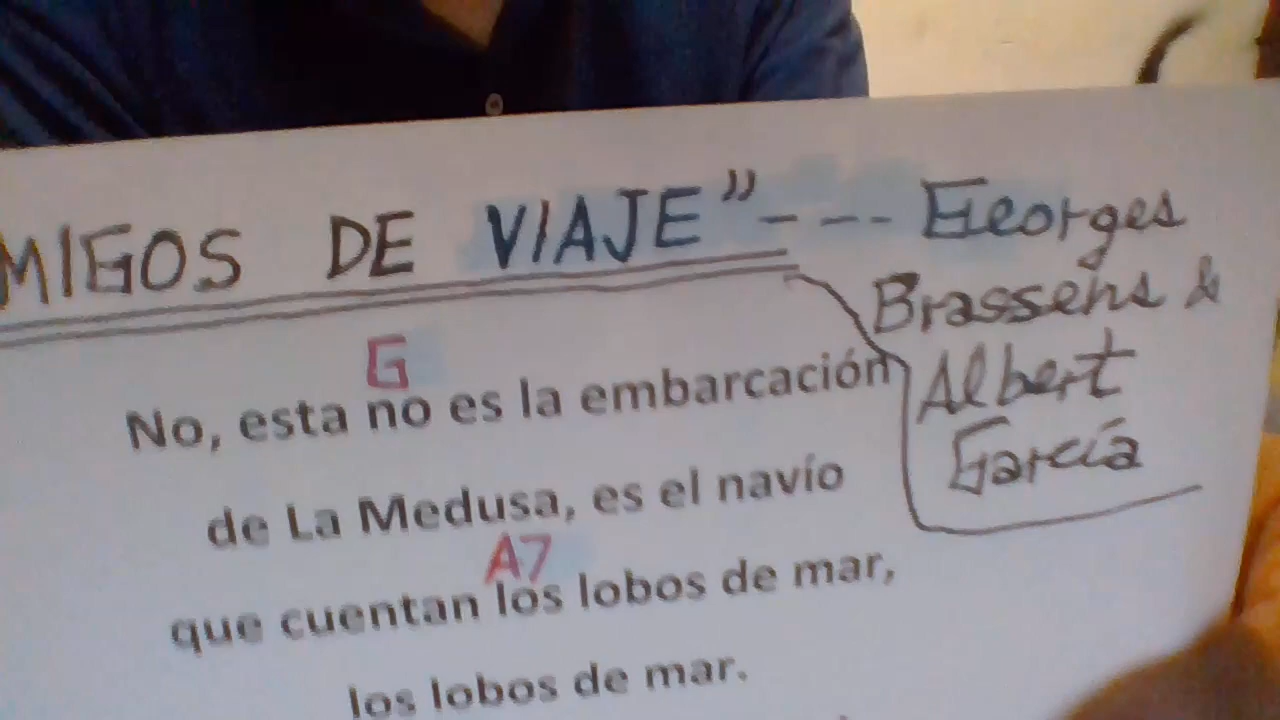 MIGOS DE VIAJE" --- Georges
Brassens &
Albert
García
G
No, esta no es la embarcación
de La Medusa, es el navío
A7
que cuentan los lobos de mar,
los lobos de mar.